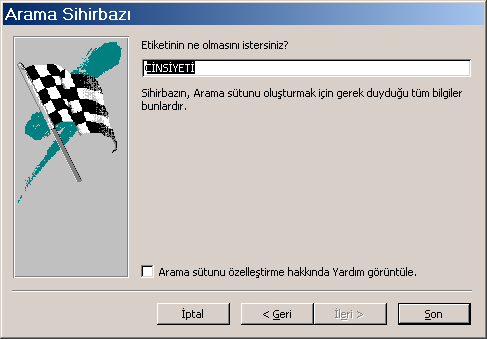 Arama Sihirbazı
Etiketinin ne olmasını istersiniz?
CİNSİYETİ
Sihirbazın, Arama sütunu oluşturmak için gerek duyduğu tüm bilgiler
bunlardır.
Arama sütunu özelleştirme hakkında Yardım görüntüle.
İptal < Geri İleri > Son